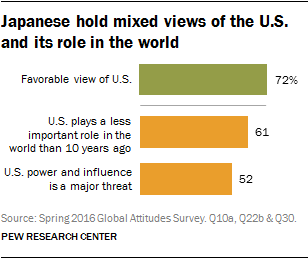 Japanese hold mixed views of the U.S.
and its role in the world
Favorable view of U.S.
72%
U.S. plays a less
important role in the
world than 10 years ago
61
U.S. power and influence
is a major threat
52
Source: Spring 2016 Global Attitudes Survey. Q10a, Q22b & Q30.
PEW RESEARCH CENTER